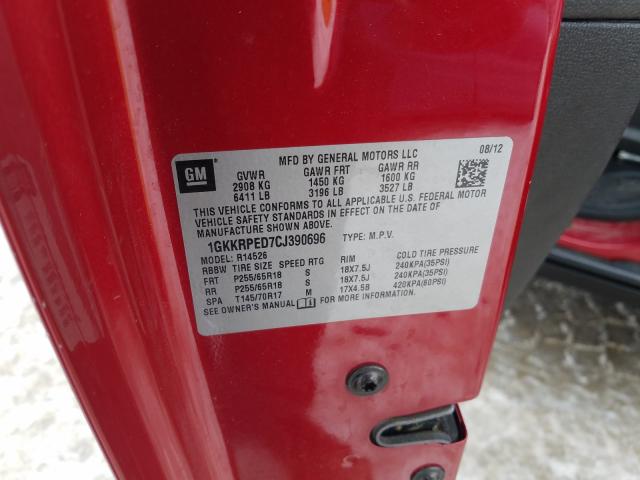 GM
MFD BY GENERAL MOTORS LLC 08/12
GVWR GAWR FRT GAWR RR
2908 KG 1450 KG 1600 KG
6411 LB 3196 LB 3527 LB
THIS VEHICLE CONFORMS TO ALL APPLICABLE U.S. FEDERAL MOTOR
VEHICLE SAFETY STANDARDS IN EFFECT ON THE DATE OF
MANUFACTURE SHOWN ABOVE.
1GKKRPED7CJ390696 TYPE: M.P.V.
MODEL: R14526
RBBW TIRE SIZE SPEED RTG RIM COLD TIRE PRESSURE
FRT P255/65R18 S 18X7.5J 240KPA(35PSI)
RR P255/65R18 S 18X7.5J 240KPA(35PSI)
SPA T145/70R17 M 17X4.5B 420KPA(60PSI)
SEE OWNER'S MANUAL FOR MORE INFORMATION.